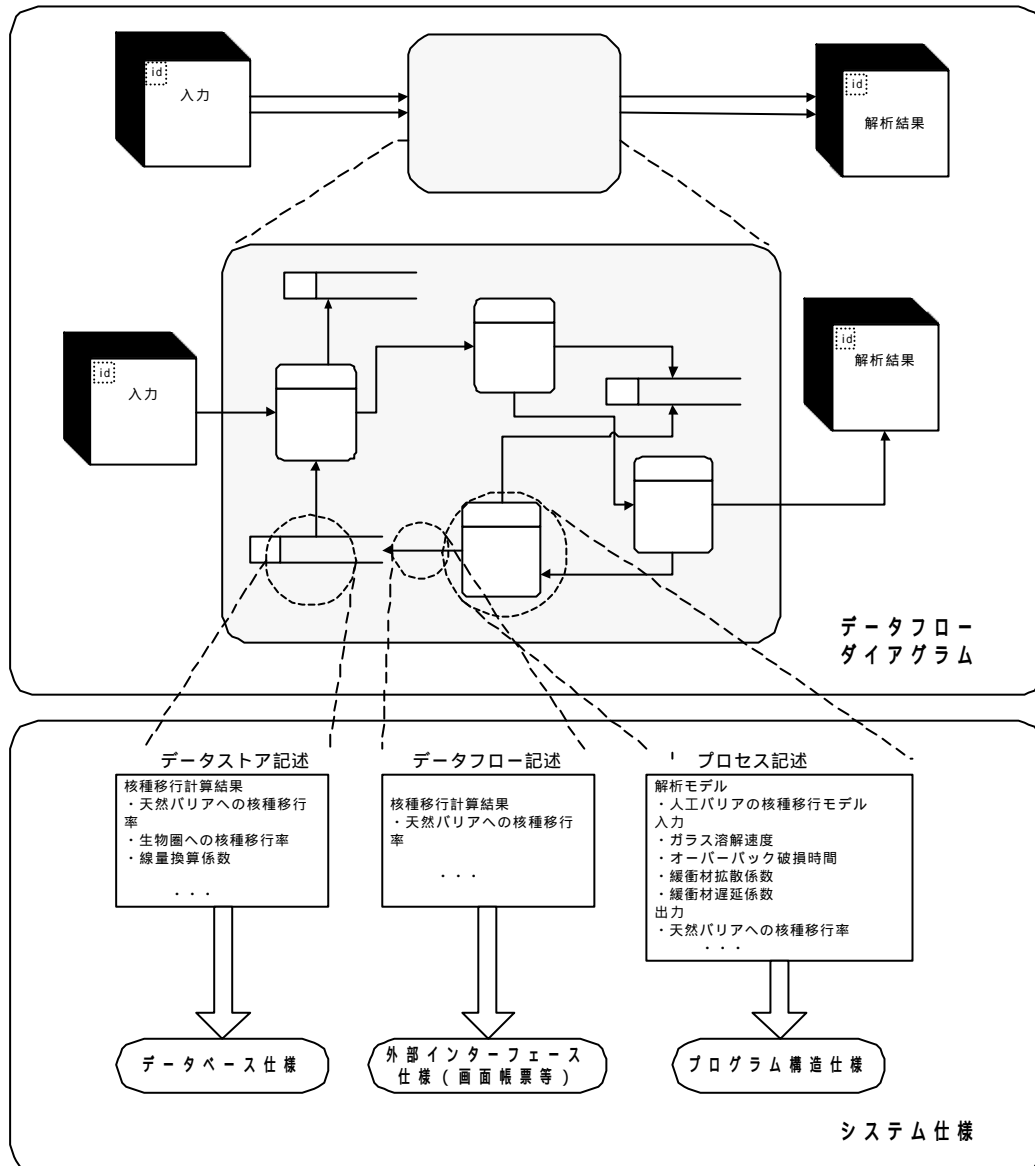 id
入力
id
解析結果
id
入力
id
解析結果
データフロー
ダイアグラム
データストア記述
核種移行計算結果
・天然バリアへの核種移行
率
・生物圏への核種移行率
・線量換算係数
・・・
データフロー記述
核種移行計算結果
・天然バリアへの核種移行
率
・・・
プロセス記述
解析モデル
・人工バリアの核種移行モデル
入力
・ガラス溶解速度
・オーバーパック破損時間
・緩衝材拡散係数
・緩衝材遅延係数
出力
・天然バリアへの核種移行率
・・・
データベース仕様
外部インターフェース
仕様（画面帳票等）
プログラム構造仕様
システム仕様